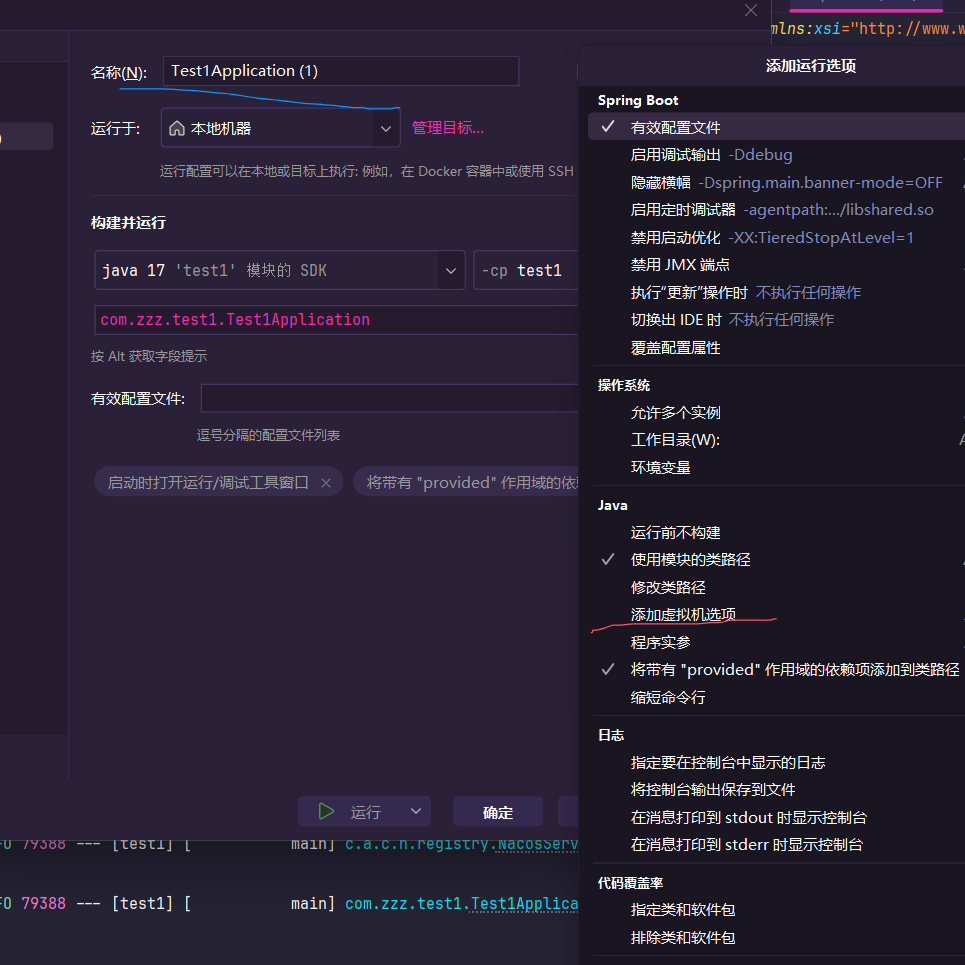 mlns:xsi="http://www.w
名称(N):
Test1Application (1)
运行于:
本地机器
管理目标...
运行配置可以在本地或目标上执行: 例如，在 Docker 容器中或使用 SSH
构建并运行
java 17 'test1' 模块的 SDK
-cp test1
com.zzz.test1.Test1Application
按 Alt 获取字段提示
有效配置文件:
逗号分隔的配置文件列表
启动时打开运行/调试工具窗口
将带有 "provided" 作用域的依
运行
确定
FO 79388 --- [test1] [ main] c.a.c.n.registry.NacosServ
FO 79388 --- [test1] [ main] com.zzz.test1.Test1Applica
添加运行选项
Spring Boot
有效配置文件
启用调试输出 -Ddebug
隐藏横幅 -Dspring.main.banner-mode=OFF
启用定时调试器 -agentpath:.../libshared.so
禁用启动优化 -XX:TieredStopAtLevel=1
禁用 JMX 端点
执行“更新”操作时 不执行任何操作
切换出 IDE 时 不执行任何操作
覆盖配置属性
操作系统
允许多个实例
工作目录(W):
环境变量
Java
运行前不构建
使用模块的类路径
修改类路径
添加虚拟机选项
程序实参
将带有 "provided" 作用域的依赖项添加到类路径
缩短命令行
日志
指定要在控制台中显示的日志
将控制台输出保存到文件
在消息打印到 stdout 时显示控制台
在消息打印到 stderr 时显示控制台
代码覆盖率
指定类和软件包
排除类和软件包